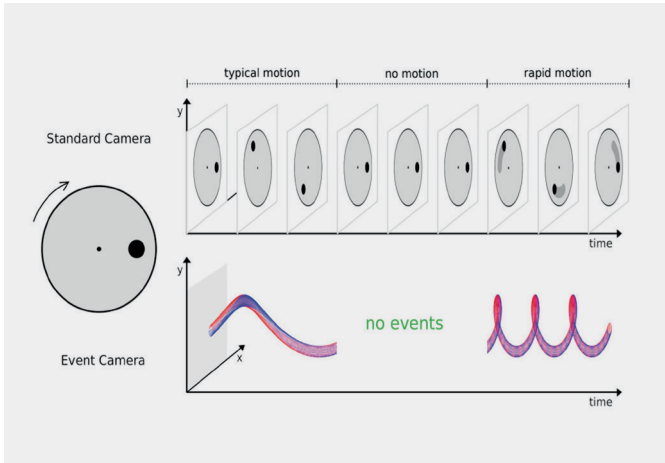 typical motion
no motion
rapid motion
y
Standard Camera
time
y
no events
x
Event Camera
time